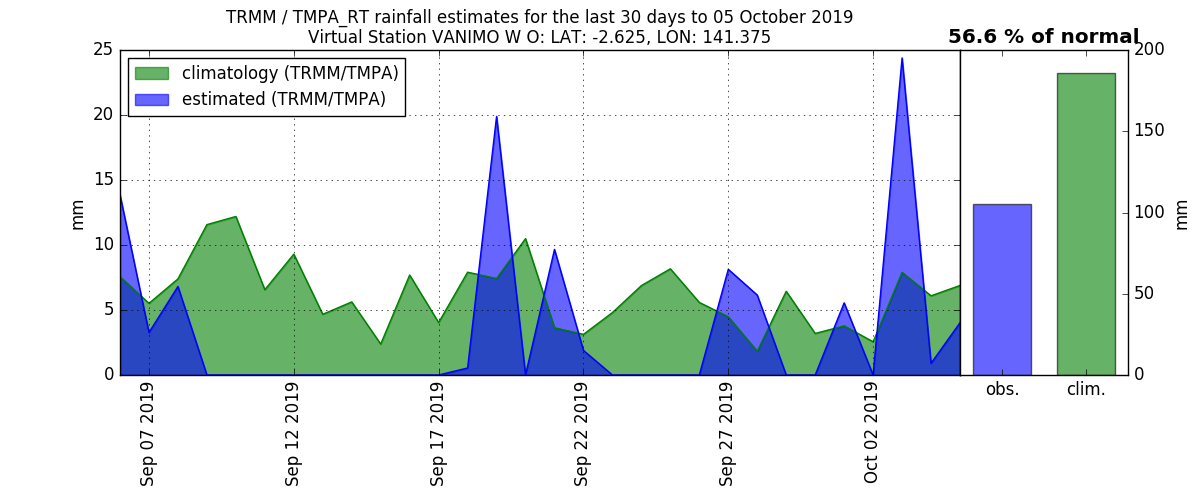 TRMM / TMPA_RT rainfall estimates for the last 30 days to 05 October 2019
Virtual Station VANIMO W O: LAT: -2.625, LON: 141.375
56.6 % of normal
climatology (TRMM/TMPA)
estimated (TRMM/TMPA)
25
20
15
10
5
0
mm
Sep 07 2019
Sep 12 2019
Sep 17 2019
Sep 22 2019
Sep 27 2019
Oct 02 2019
200
150
100
50
0
mm
obs.
clim.